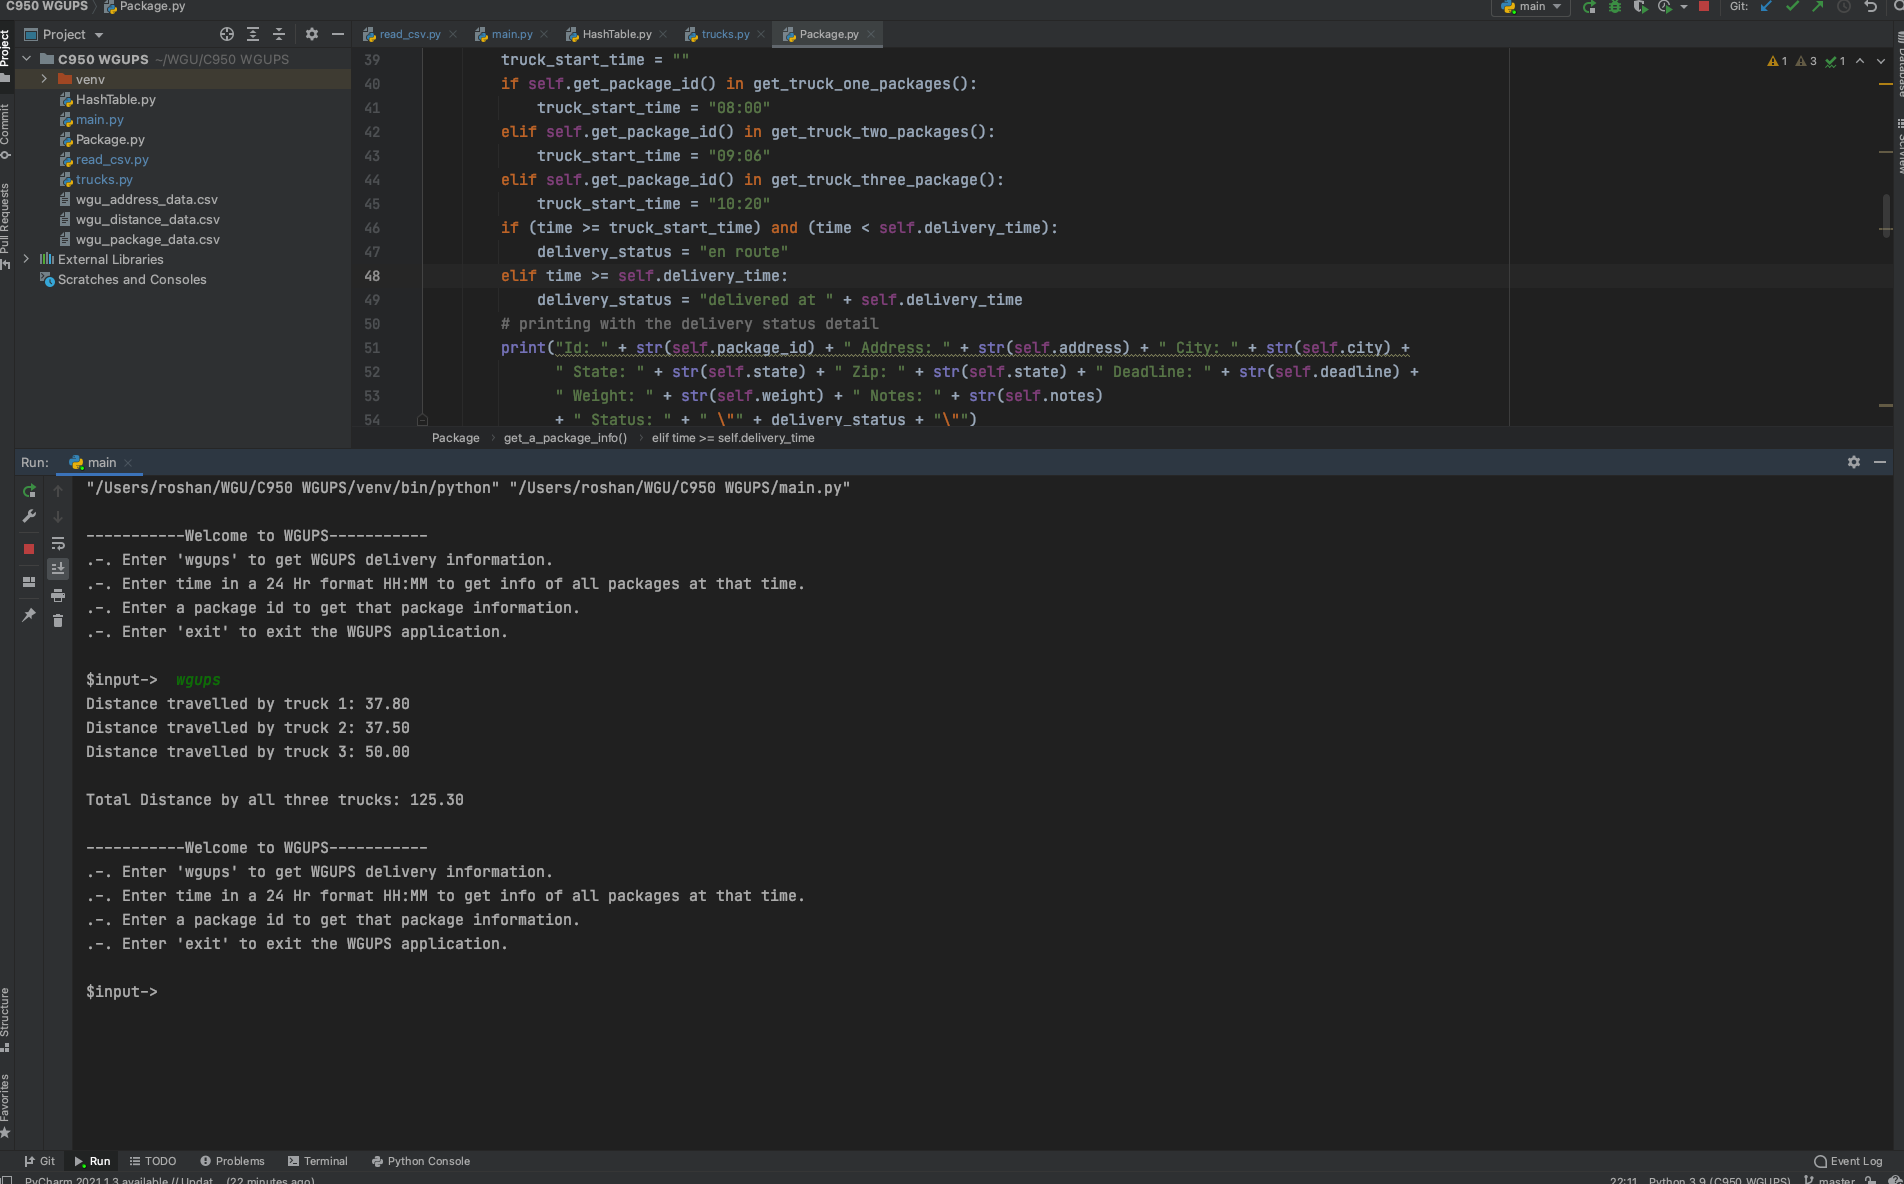 C950 WGUPS  Package.py
main
Git:
Project
C950 WGUPS ~/WGU/C950 WGUPS
venv
HashTable.py
main.py
Package.py
read_csv.py
trucks.py
wgu_address_data.csv
wgu_distance_data.csv
wgu_package_data.csv
External Libraries
Scratches and Consoles
Project
Commit
Pull Requests
Structure
Favorites
read_csv.py  main.py  HashTable.py  trucks.py  Package.py
1 3 1
Database
SciView
39 truck_start_time = ""
40 if self.get_package_id() in get_truck_one_packages():
41 truck_start_time = "08:00"
42 elif self.get_package_id() in get_truck_two_packages():
43 truck_start_time = "09:06"
44 elif self.get_package_id() in get_truck_three_package():
45 truck_start_time = "10:20"
46 if (time >= truck_start_time) and (time < self.delivery_time):
47 delivery_status = "en route"
48 elif time >= self.delivery_time:
49 delivery_status = "delivered at " + self.delivery_time
50 # printing with the delivery status detail
51 print("Id: " + str(self.package_id) + " Address: " + str(self.address) + " City: " + str(self.city) +
52 " State: " + str(self.state) + " Zip: " + str(self.state) + " Deadline: " + str(self.deadline) +
53 " Weight: " + str(self.weight) + " Notes: " + str(self.notes)
54 + " Status: " + " \"" + delivery_status + "\"")
Package  get_a_package_info()  elif time >= self.delivery_time
Run: main
"/Users/roshan/WGU/C950 WGUPS/venv/bin/python" "/Users/roshan/WGU/C950 WGUPS/main.py"
-----------Welcome to WGUPS-----------
.-. Enter 'wgups' to get WGUPS delivery information.
.-. Enter time in a 24 Hr format HH:MM to get info of all packages at that time.
.-. Enter a package id to get that package information.
.-. Enter 'exit' to exit the WGUPS application.
$input->  wgups
Distance travelled by truck 1: 37.80
Distance travelled by truck 2: 37.50
Distance travelled by truck 3: 50.00
Total Distance by all three trucks: 125.30
-----------Welcome to WGUPS-----------
.-. Enter 'wgups' to get WGUPS delivery information.
.-. Enter time in a 24 Hr format HH:MM to get info of all packages at that time.
.-. Enter a package id to get that package information.
.-. Enter 'exit' to exit the WGUPS application.
$input->
Git  Run  TODO  Problems  Terminal  Python Console  Event Log
PyCharm 2021.1.3 available // Updat... (22 minutes ago)  22:11  Python 3.9 (C950 WGUPS)  master